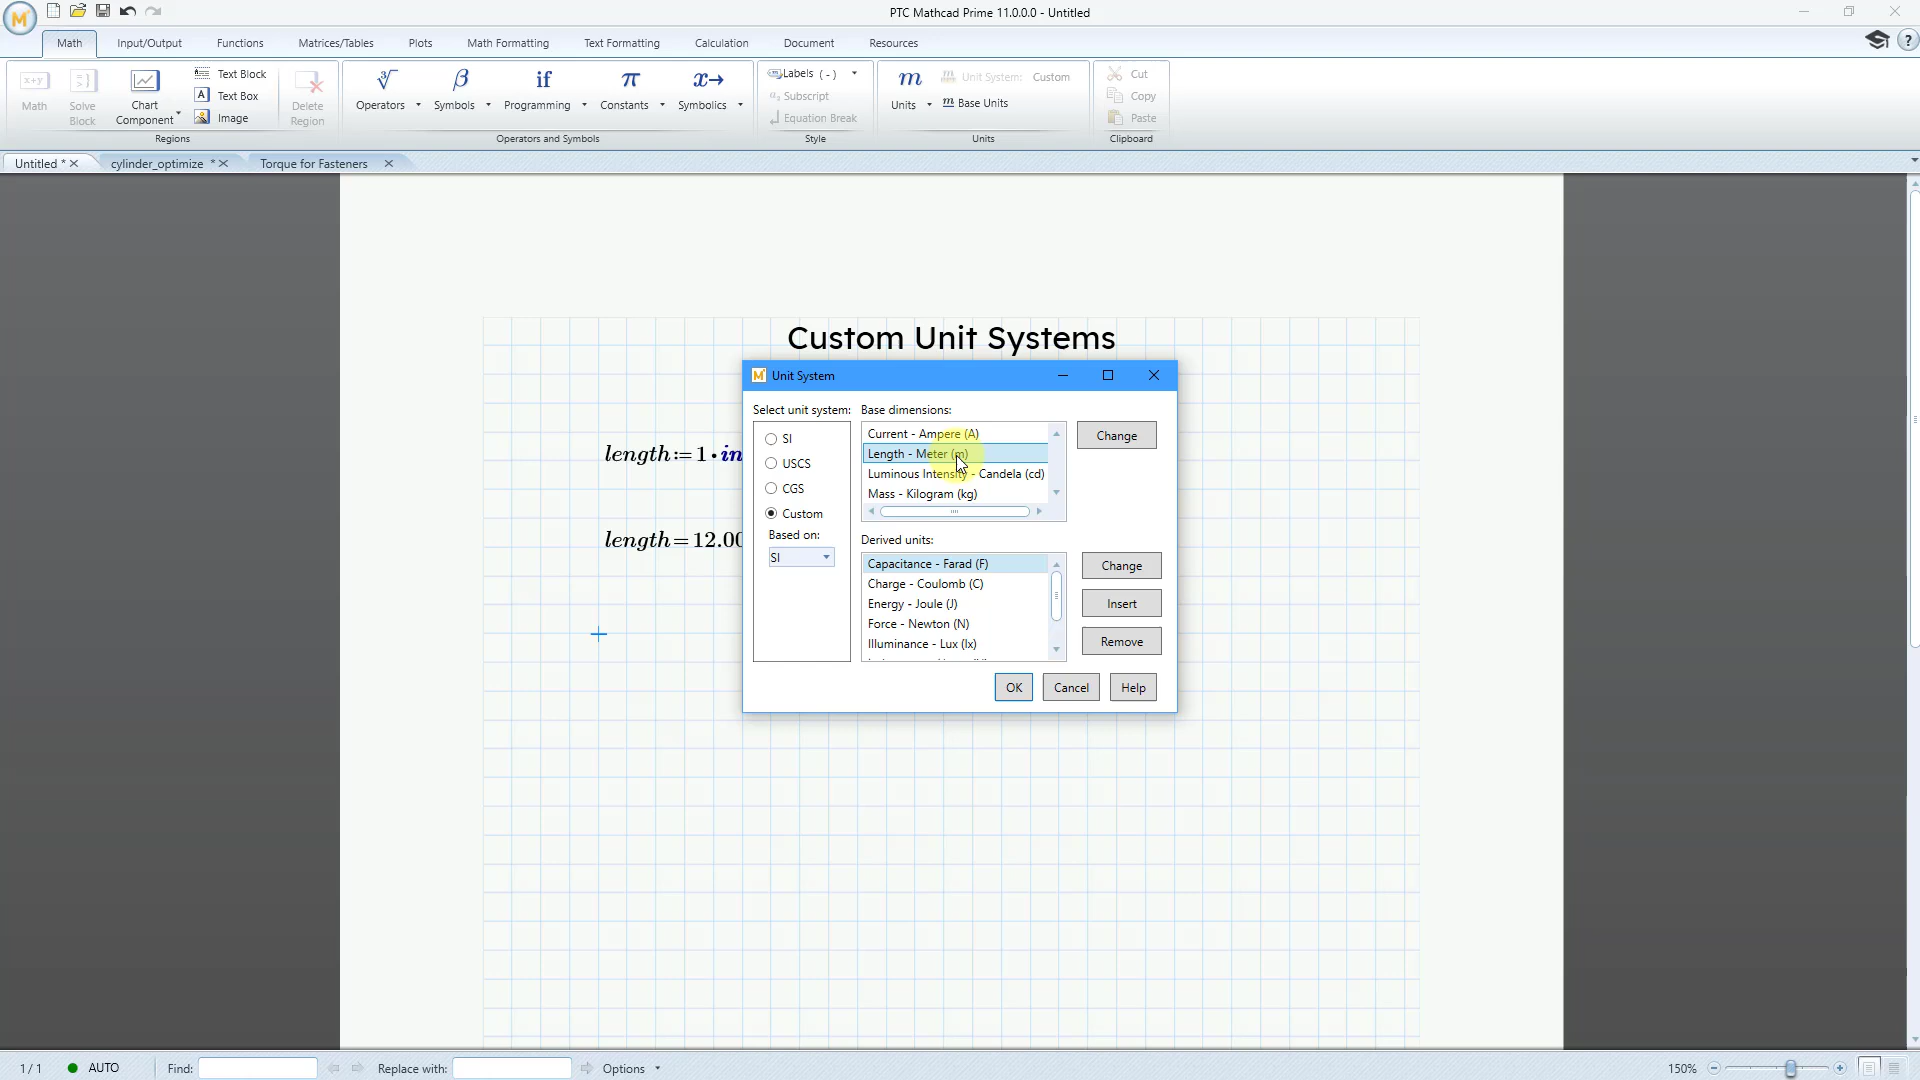 PTC Mathcad Prime 11.0.0.0 - Untitled
Math Input/Output Functions Matrices/Tables Plots Math Formatting Text Formatting Calculation Document Resources
Math
Solve Block
Chart Component
Text Block
Text Box
Image
Delete Region
Regions
Operators Symbols Programming Constants Symbolics
Operators and Symbols
Labels ( - )
Subscript
Equation Break
Style
Units
Unit System: Custom
Base Units
Units
Cut
Copy
Paste
Clipboard
Untitled * cylinder_optimize * Torque for Fasteners
Custom Unit Systems
length:=1·in
length=12.00
Unit System
Select unit system:
SI
USCS
CGS
Custom
Based on:
SI
Base dimensions:
Current - Ampere (A)
Length - Meter (m)
Luminous Intensity - Candela (cd)
Mass - Kilogram (kg)
Change
Derived units:
Capacitance - Farad (F)
Charge - Coulomb (C)
Energy - Joule (J)
Force - Newton (N)
Illuminance - Lux (lx)
Change
Insert
Remove
OK Cancel Help
1 / 1 AUTO Find: Replace with: Options 150%